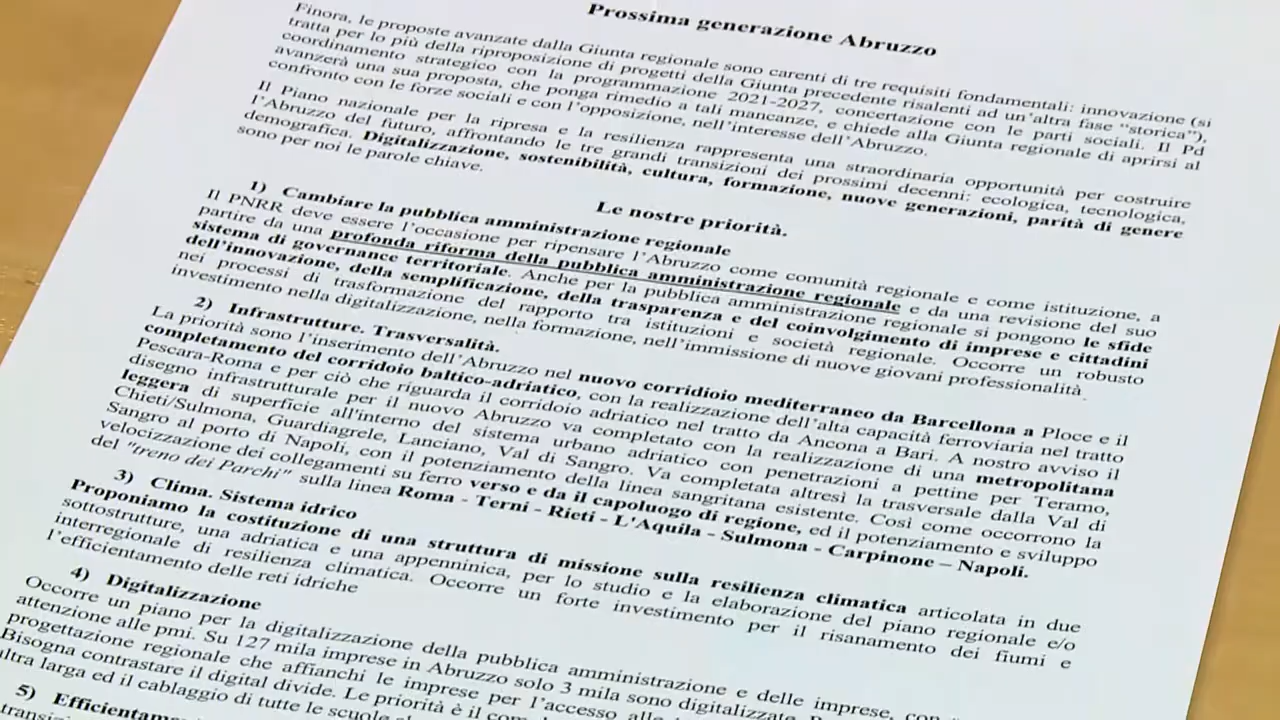 Prossima generazione Abruzzo
Finora, le proposte avanzate dalla Giunta regionale sono carenti di tre requisiti fondamentali: innovazione (si
tratta per lo più della riproposizione di progetti della Giunta precedente risalenti ad un'altra fase “storica”),
coordinamento strategico con la programmazione 2021-2027, concertazione con le parti sociali. Il Pd
avanzerà una sua proposta, che ponga rimedio a tali mancanze, e chiede alla Giunta regionale di aprirsi al
confronto con le forze sociali e con l'opposizione, nell'interesse dell'Abruzzo.
Il Piano nazionale per la ripresa e la resilienza rappresenta una straordinaria opportunità per costruire
l'Abruzzo del futuro, affrontando le tre grandi transizioni dei prossimi decenni: ecologica, tecnologica,
demografica. Digitalizzazione, sostenibilità, cultura, formazione, nuove generazioni, parità di genere
sono per noi le parole chiave.
Le nostre priorità.
1) Cambiare la pubblica amministrazione regionale
Il PNRR deve essere l'occasione per ripensare l'Abruzzo come comunità regionale e come istituzione, a
partire da una profonda riforma della pubblica amministrazione regionale e da una revisione del suo
sistema di governance territoriale. Anche per la pubblica amministrazione regionale si pongono le sfide
dell'innovazione, della semplificazione, della trasparenza e del coinvolgimento di imprese e cittadini
nei processi di trasformazione del rapporto tra istituzioni e società regionale. Occorre un robusto
investimento nella digitalizzazione, nella formazione, nell'immissione di nuove giovani professionalità.
2) Infrastrutture. Trasversalità.
La priorità sono l'inserimento dell'Abruzzo nel nuovo corridioio mediterraneo da Barcellona a Ploce e il
completamento del corridoio baltico-adriatico, con la realizzazione dell'alta capacità ferroviaria nel tratto
Pescara-Roma e per ciò che riguarda il corridoio adriatico nel tratto da Ancona a Bari. A nostro avviso il
disegno infrastrutturale per il nuovo Abruzzo va completato con la realizzazione di una metropolitana
leggera di superficie all'interno del sistema urbano adriatico con penetrazioni a pettine per Teramo,
Chieti/Sulmona, Guardiagrele, Lanciano, Val di Sangro. Va completata altresì la trasversale dalla Val di
Sangro al porto di Napoli, con il potenziamento della linea sangritana esistente. Così come occorrono la
velocizzazione dei collegamenti su ferro verso e da il capoluogo di regione, ed il potenziamento e sviluppo
del "treno dei Parchi" sulla linea Roma - Terni - Rieti - L'Aquila - Sulmona - Carpinone – Napoli.
3) Clima. Sistema idrico
Proponiamo la costituzione di una struttura di missione sulla resilienza climatica articolata in due
sottostrutture, una adriatica e una appenninica, per lo studio e la elaborazione del piano regionale e/o
interregionale di resilienza climatica. Occorre un forte investimento per il risanamento dei fiumi e
l'efficientamento delle reti idriche
4) Digitalizzazione
Occorre un piano per la digitalizzazione della pubblica amministrazione e delle imprese, con
attenzione alle pmi. Su 127 mila imprese in Abruzzo solo 3 mila sono digitalizzate.
progettazione regionale che affianchi le imprese per l'accesso
Bisogna contrastare il digital divide. Le priorità è il
ultra larga ed il cablaggio di tutte le scuole
5)